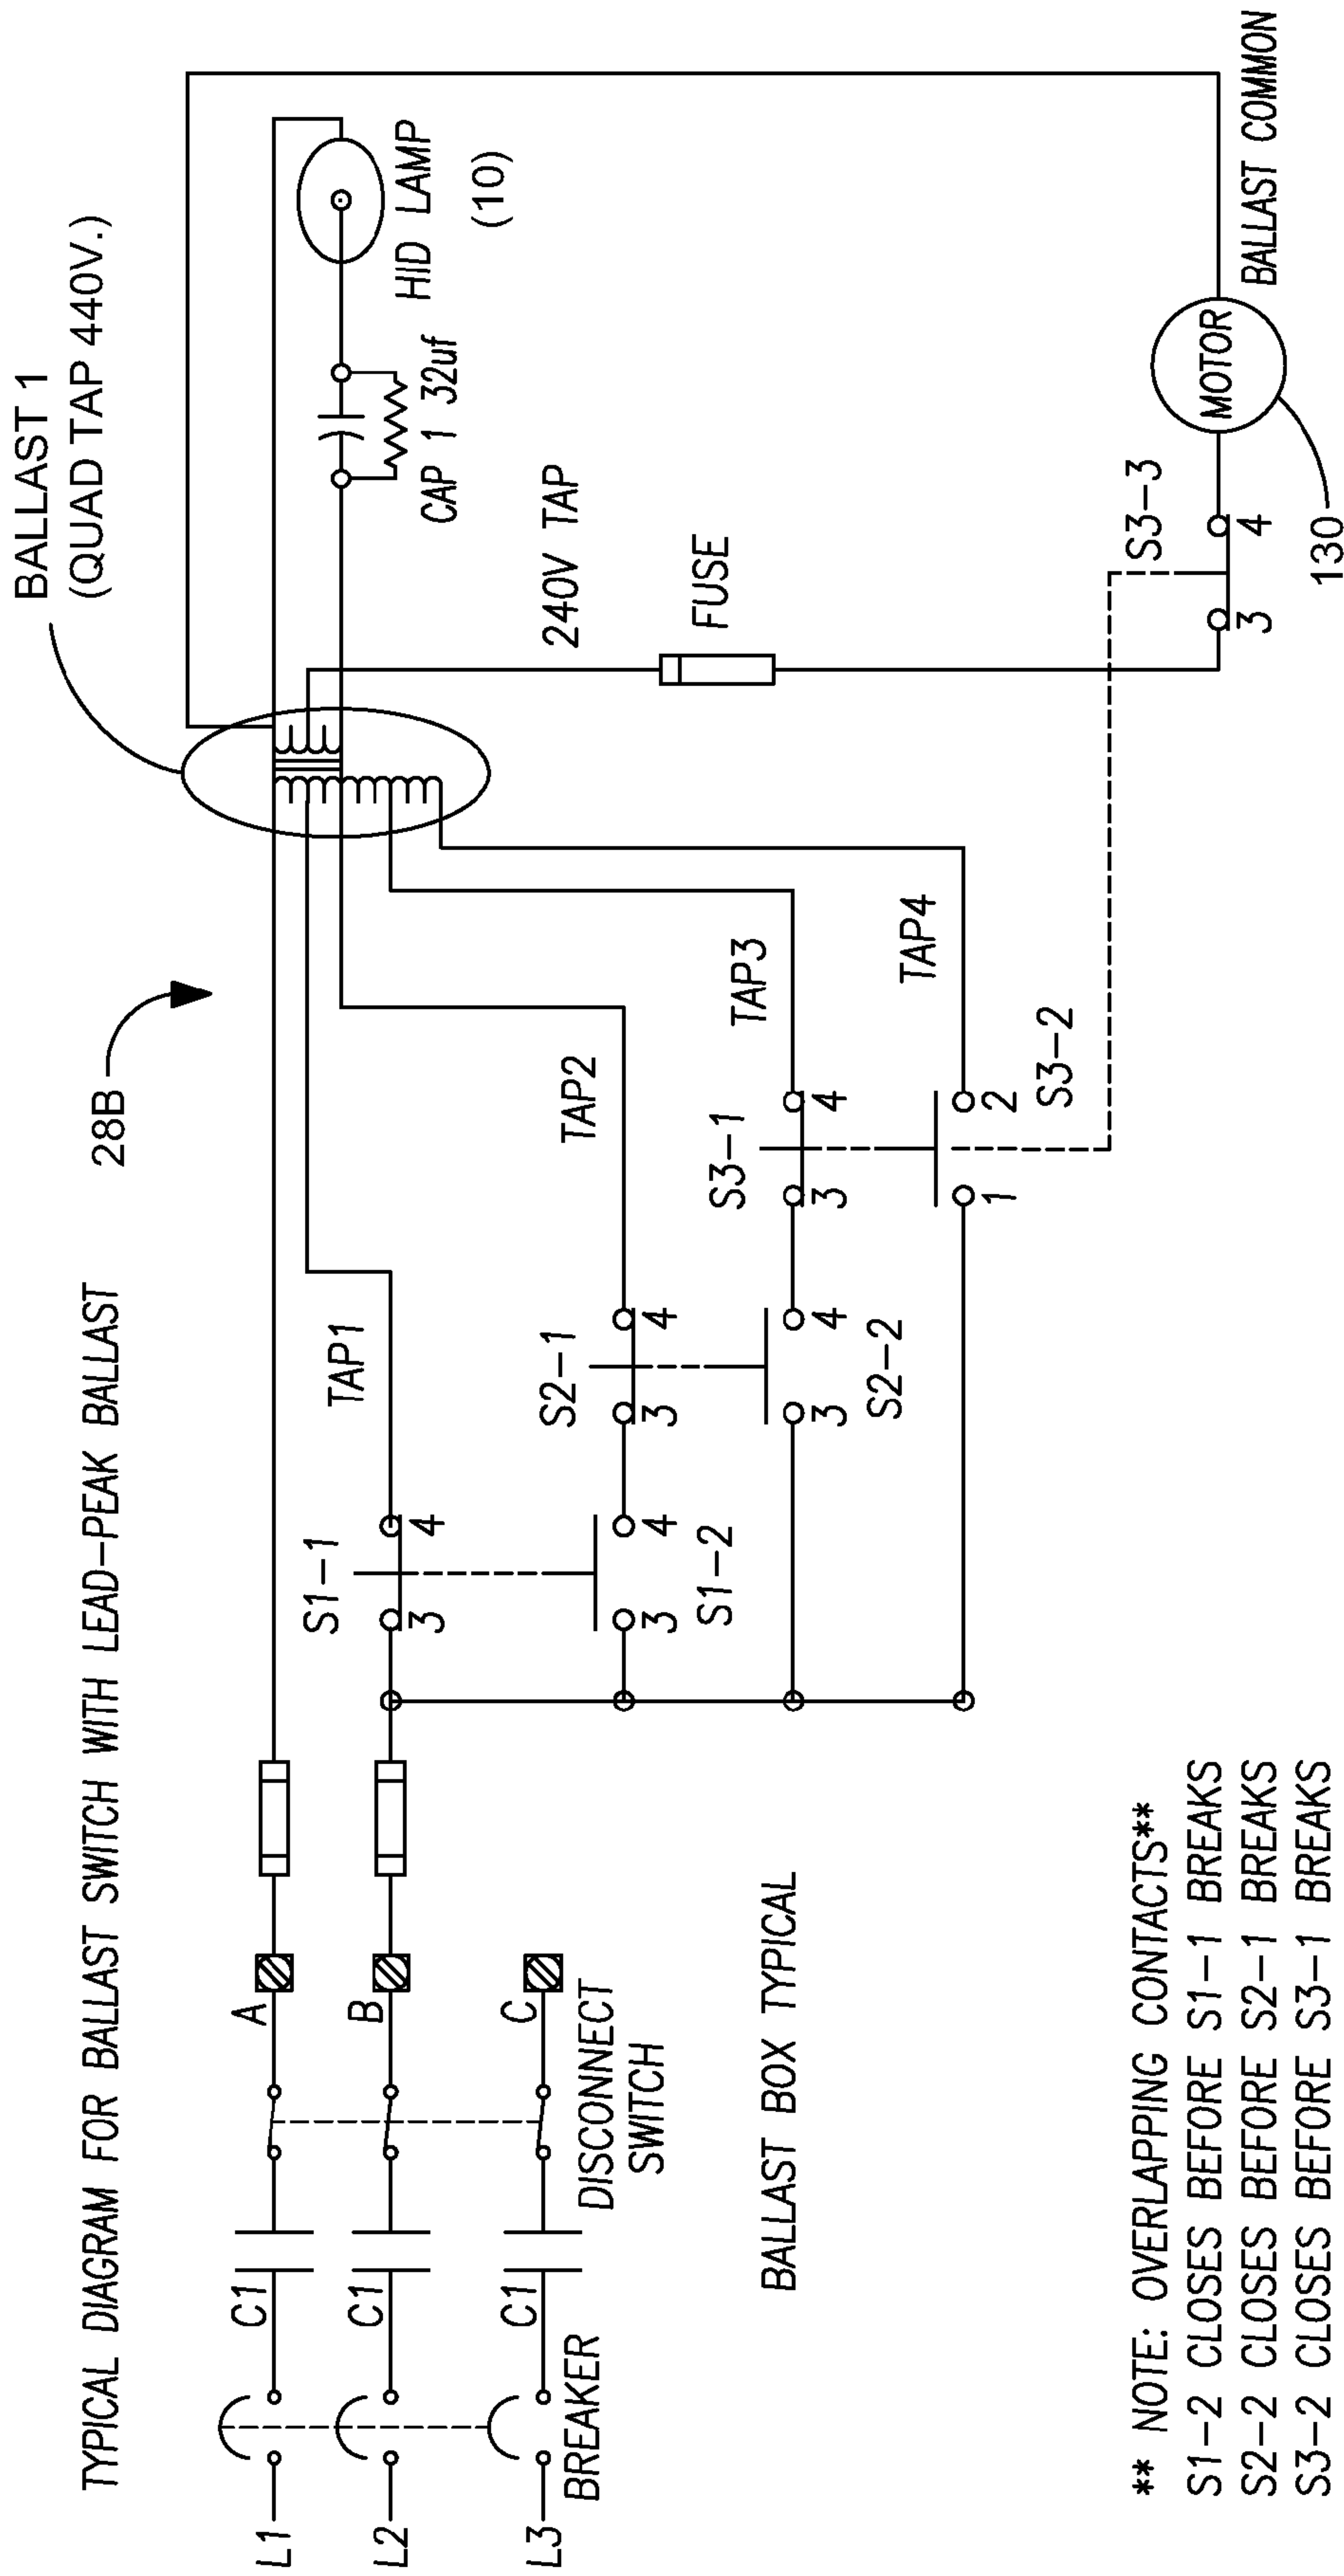 TYPICAL DIAGRAM FOR BALLAST SWITCH WITH LEAD-PEAK BALLAST
28B
BALLAST 1
(QUAD TAP 440V.)
L1
L2
L3
BREAKER
C1
C1
C1
A
B
C
DISCONNECT
SWITCH
BALLAST BOX TYPICAL
S1-1
3
4
TAP1
3
4
S1-2
S2-1
3
4
TAP2
3
4
S2-2
S3-1
3
4
TAP3
1
2
S3-2
TAP4
240V TAP
FUSE
CAP 1 32uf
HID LAMP
(10)
S3-3
3
4
MOTOR
130
BALLAST COMMON
** NOTE: OVERLAPPING CONTACTS**
S1-2 CLOSES BEFORE S1-1 BREAKS
S2-2 CLOSES BEFORE S2-1 BREAKS
S3-2 CLOSES BEFORE S3-1 BREAKS